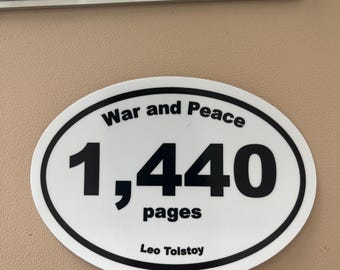 War and Peace
1,440
pages
Leo Tolstoy